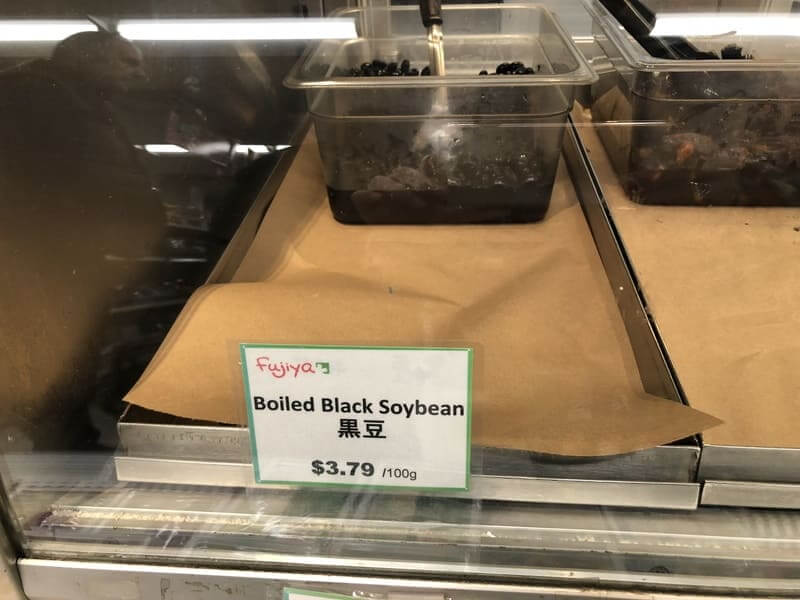 Fujiya
Boiled Black Soybean
黒豆
$3.79 /100g